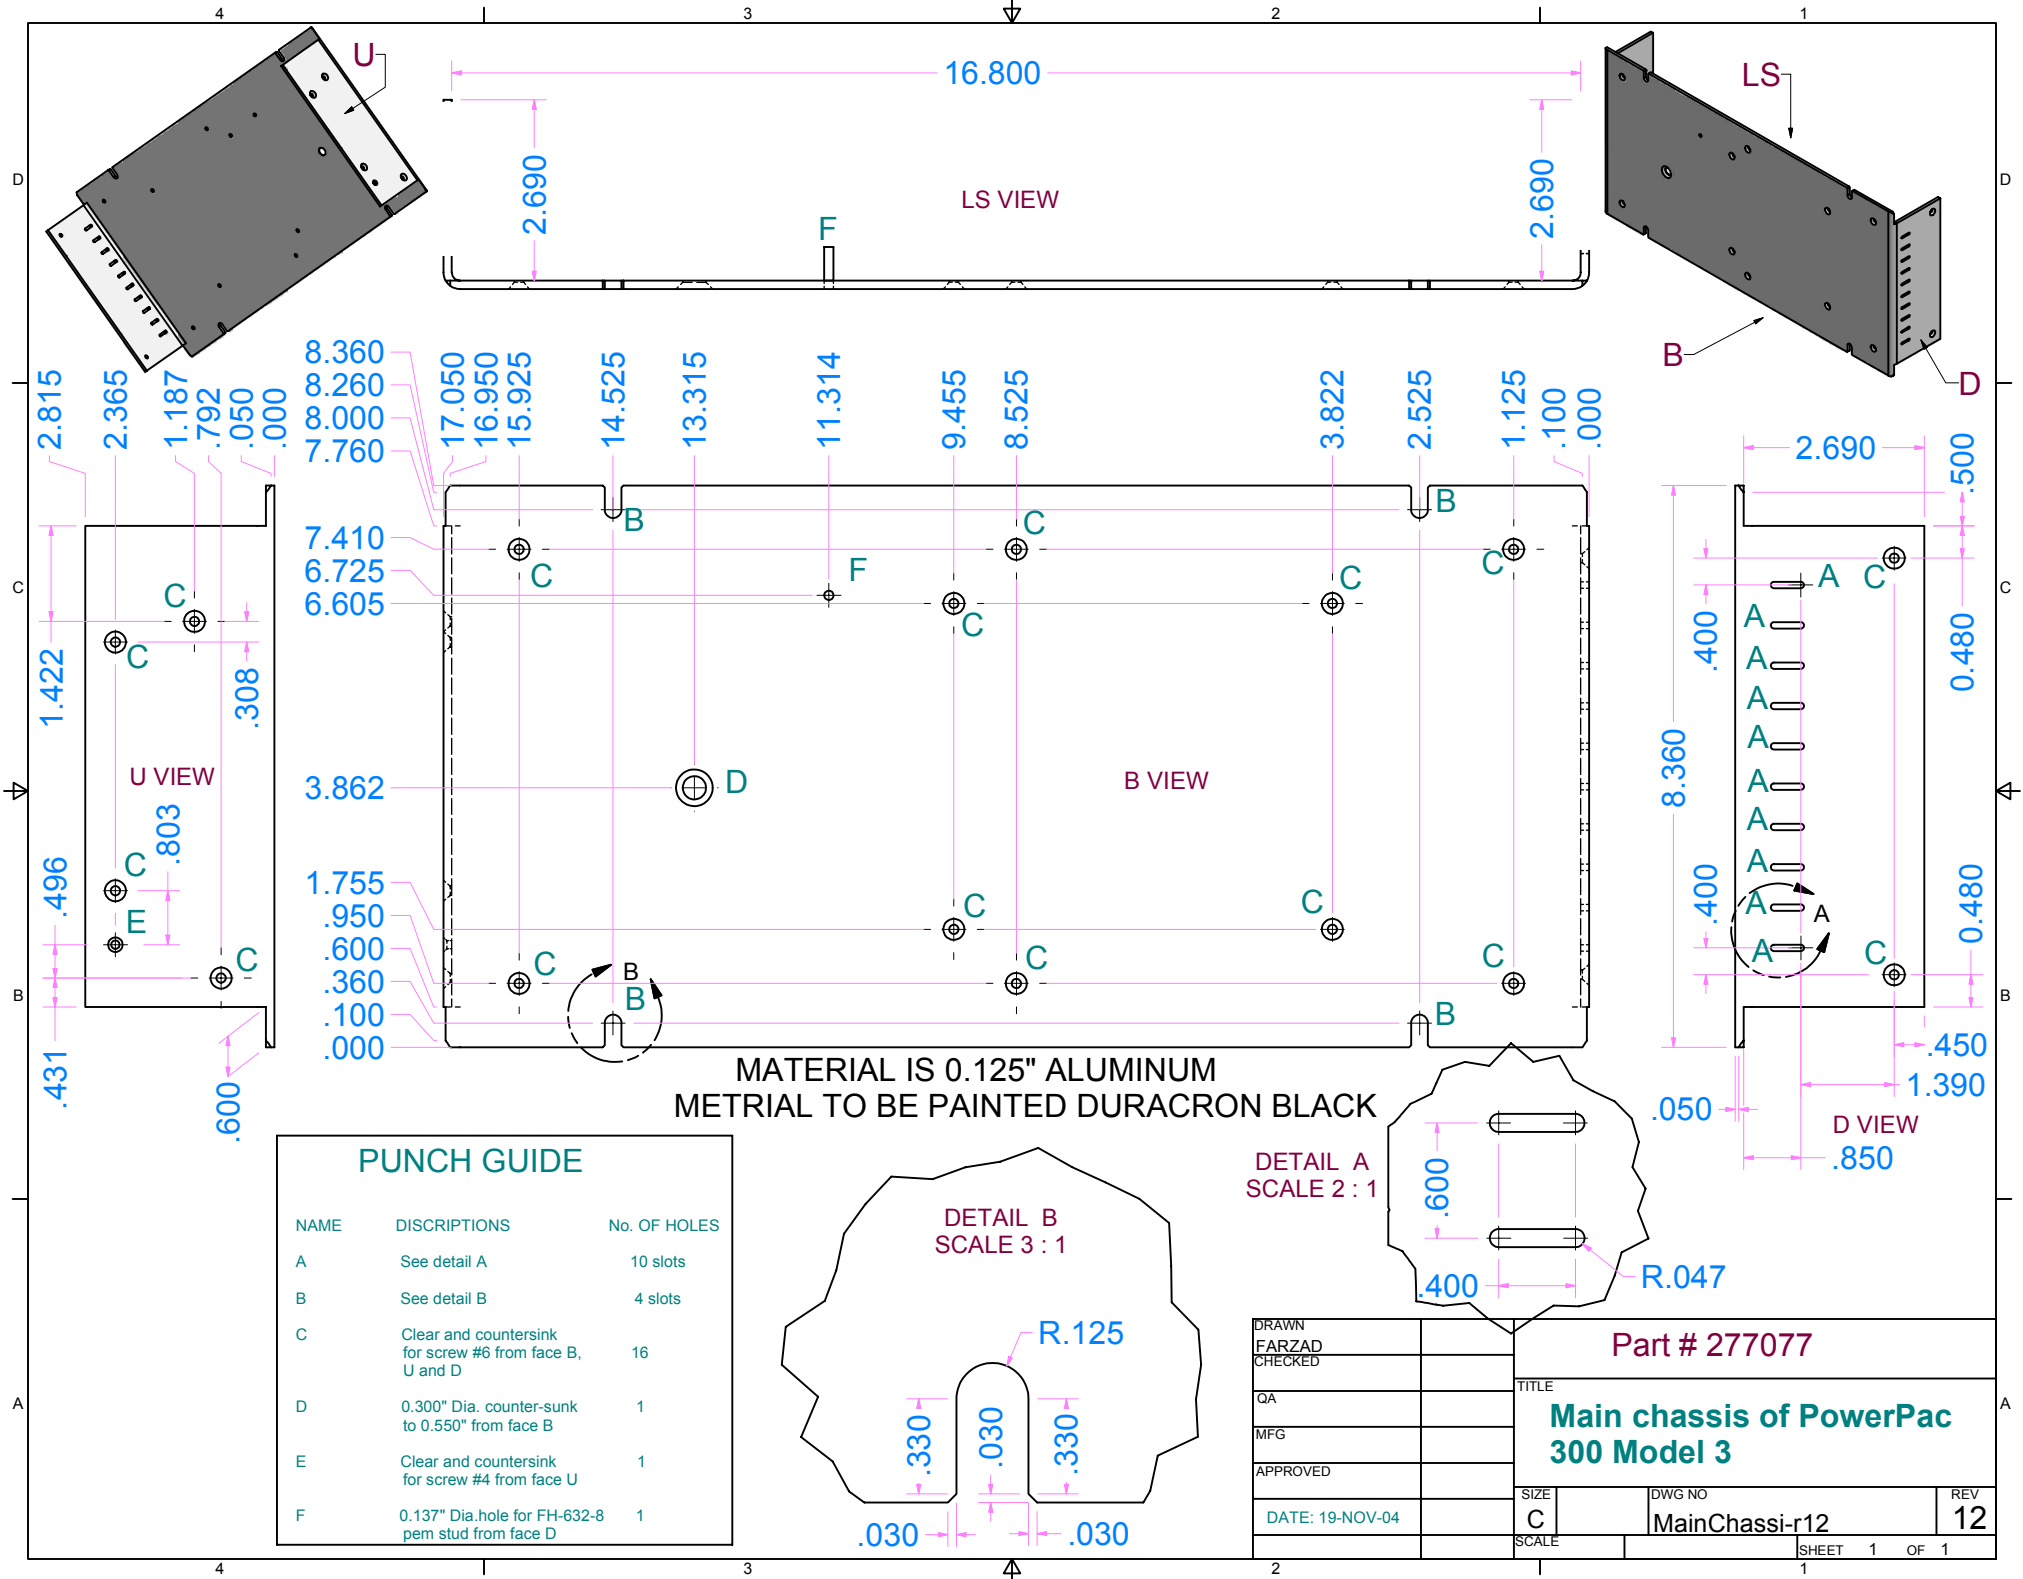 4 3 2 1
U
16.800
LS
D
D
2.690
LS VIEW
2.690
F
B
D
8.360
8.260
8.000
7.760
17.050
16.950
15.925
14.525
13.315
11.314
9.455
8.525
3.822
2.525
1.125
.100
.000
2.815
2.365
1.187
.792
.050
.000
2.690
.500
B
B
C
7.410
C
C
C
6.725
F
6.605
C
C
C
C
C
C
C
1.422
.308
U VIEW
3.862
D
B VIEW
A
C
A
A
A
A
A
A
A
A
A
A
.400
0.480
8.360
.400
0.480
C
.803
.496
C
E
C
.431
.600
1.755
.950
.600
.360
.100
.000
C
C
C
C
C
B
B
B
B
B
.450
1.390
.050
D VIEW
.850
MATERIAL IS 0.125" ALUMINUM
METRIAL TO BE PAINTED DURACRON BLACK
PUNCH GUIDE
NAME DISCRIPTIONS No. OF HOLES
A See detail A 10 slots
B See detail B 4 slots
C Clear and countersink
for screw #6 from face B, 16
U and D
D 0.300" Dia. counter-sunk 1
to 0.550" from face B
E Clear and countersink 1
for screw #4 from face U
F 0.137" Dia.hole for FH-632-8 1
pem stud from face D
DETAIL B
SCALE 3 : 1
R.125
.330
.030
.330
.030
.030
DETAIL A
SCALE 2 : 1
.600
.400
R.047
DRAWN
FARZAD
CHECKED
QA
MFG
APPROVED
DATE: 19-NOV-04
Part # 277077
TITLE
Main chassis of PowerPac
300 Model 3
SIZE
C
DWG NO
MainChassi-r12
REV
12
SCALE
SHEET 1 OF 1
A
A
4 3 2 1